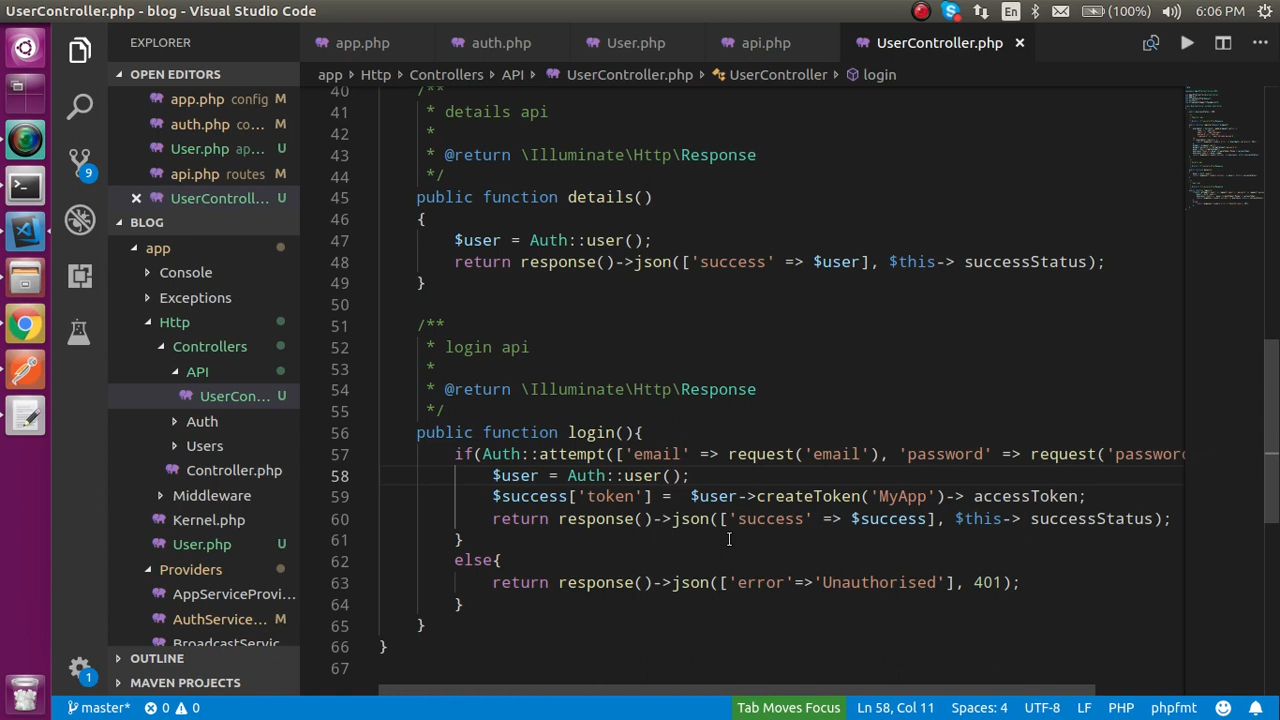 UserController.php - blog - Visual Studio Code
En (100%) 6:06 PM
EXPLORER
app.php auth.php User.php api.php UserController.php ×
OPEN EDITORS
app.php config M
auth.php co... M
User.php ap... U
api.php routes M
× UserControll... U
BLOG
app
Console
Exceptions
Http
Controllers
API
UserCon... U
Auth
Users
Controller.php
Middleware
Kernel.php
User.php U
Providers
AppServiceProvi...
AuthService... M
BroadcastServic...
OUTLINE
MAVEN PROJECTS
9
1
app › Http › Controllers › API › UserController.php › UserController › login
40 /**
41 * details api
42 *
43 * @return \Illuminate\Http\Response
44 */
45 public function details()
46 {
47 $user = Auth::user();
48 return response()->json(['success' => $user], $this-> successStatus);
49 }
50
51 /**
52 * login api
53 *
54 * @return \Illuminate\Http\Response
55 */
56 public function login(){
57 if(Auth::attempt(['email' => request('email'), 'password' => request('passwor
58 $user = Auth::user();
59 $success['token'] =  $user->createToken('MyApp')-> accessToken;
60 return response()->json(['success' => $success], $this-> successStatus);
61 }
62 else{
63 return response()->json(['error'=>'Unauthorised'], 401);
64 }
65 }
66 }
67
master* 0 0 Tab Moves Focus Ln 58, Col 11 Spaces: 4 UTF-8 LF PHP phpfmt